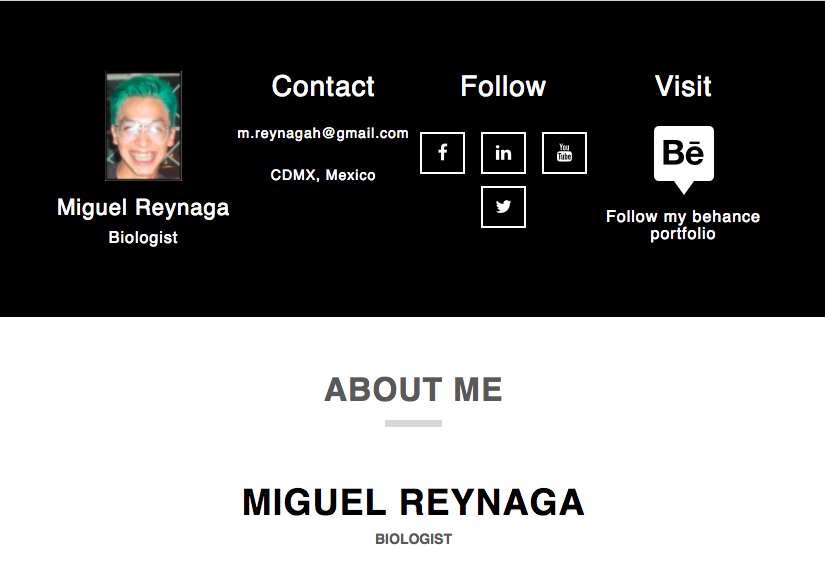 Contact
Follow
Visit
m.reynagah@gmail.com
CDMX, Mexico
f
in
You
Tube
Bē
Miguel Reynaga
Biologist
Follow my behance
portfolio
ABOUT ME
MIGUEL REYNAGA
BIOLOGIST